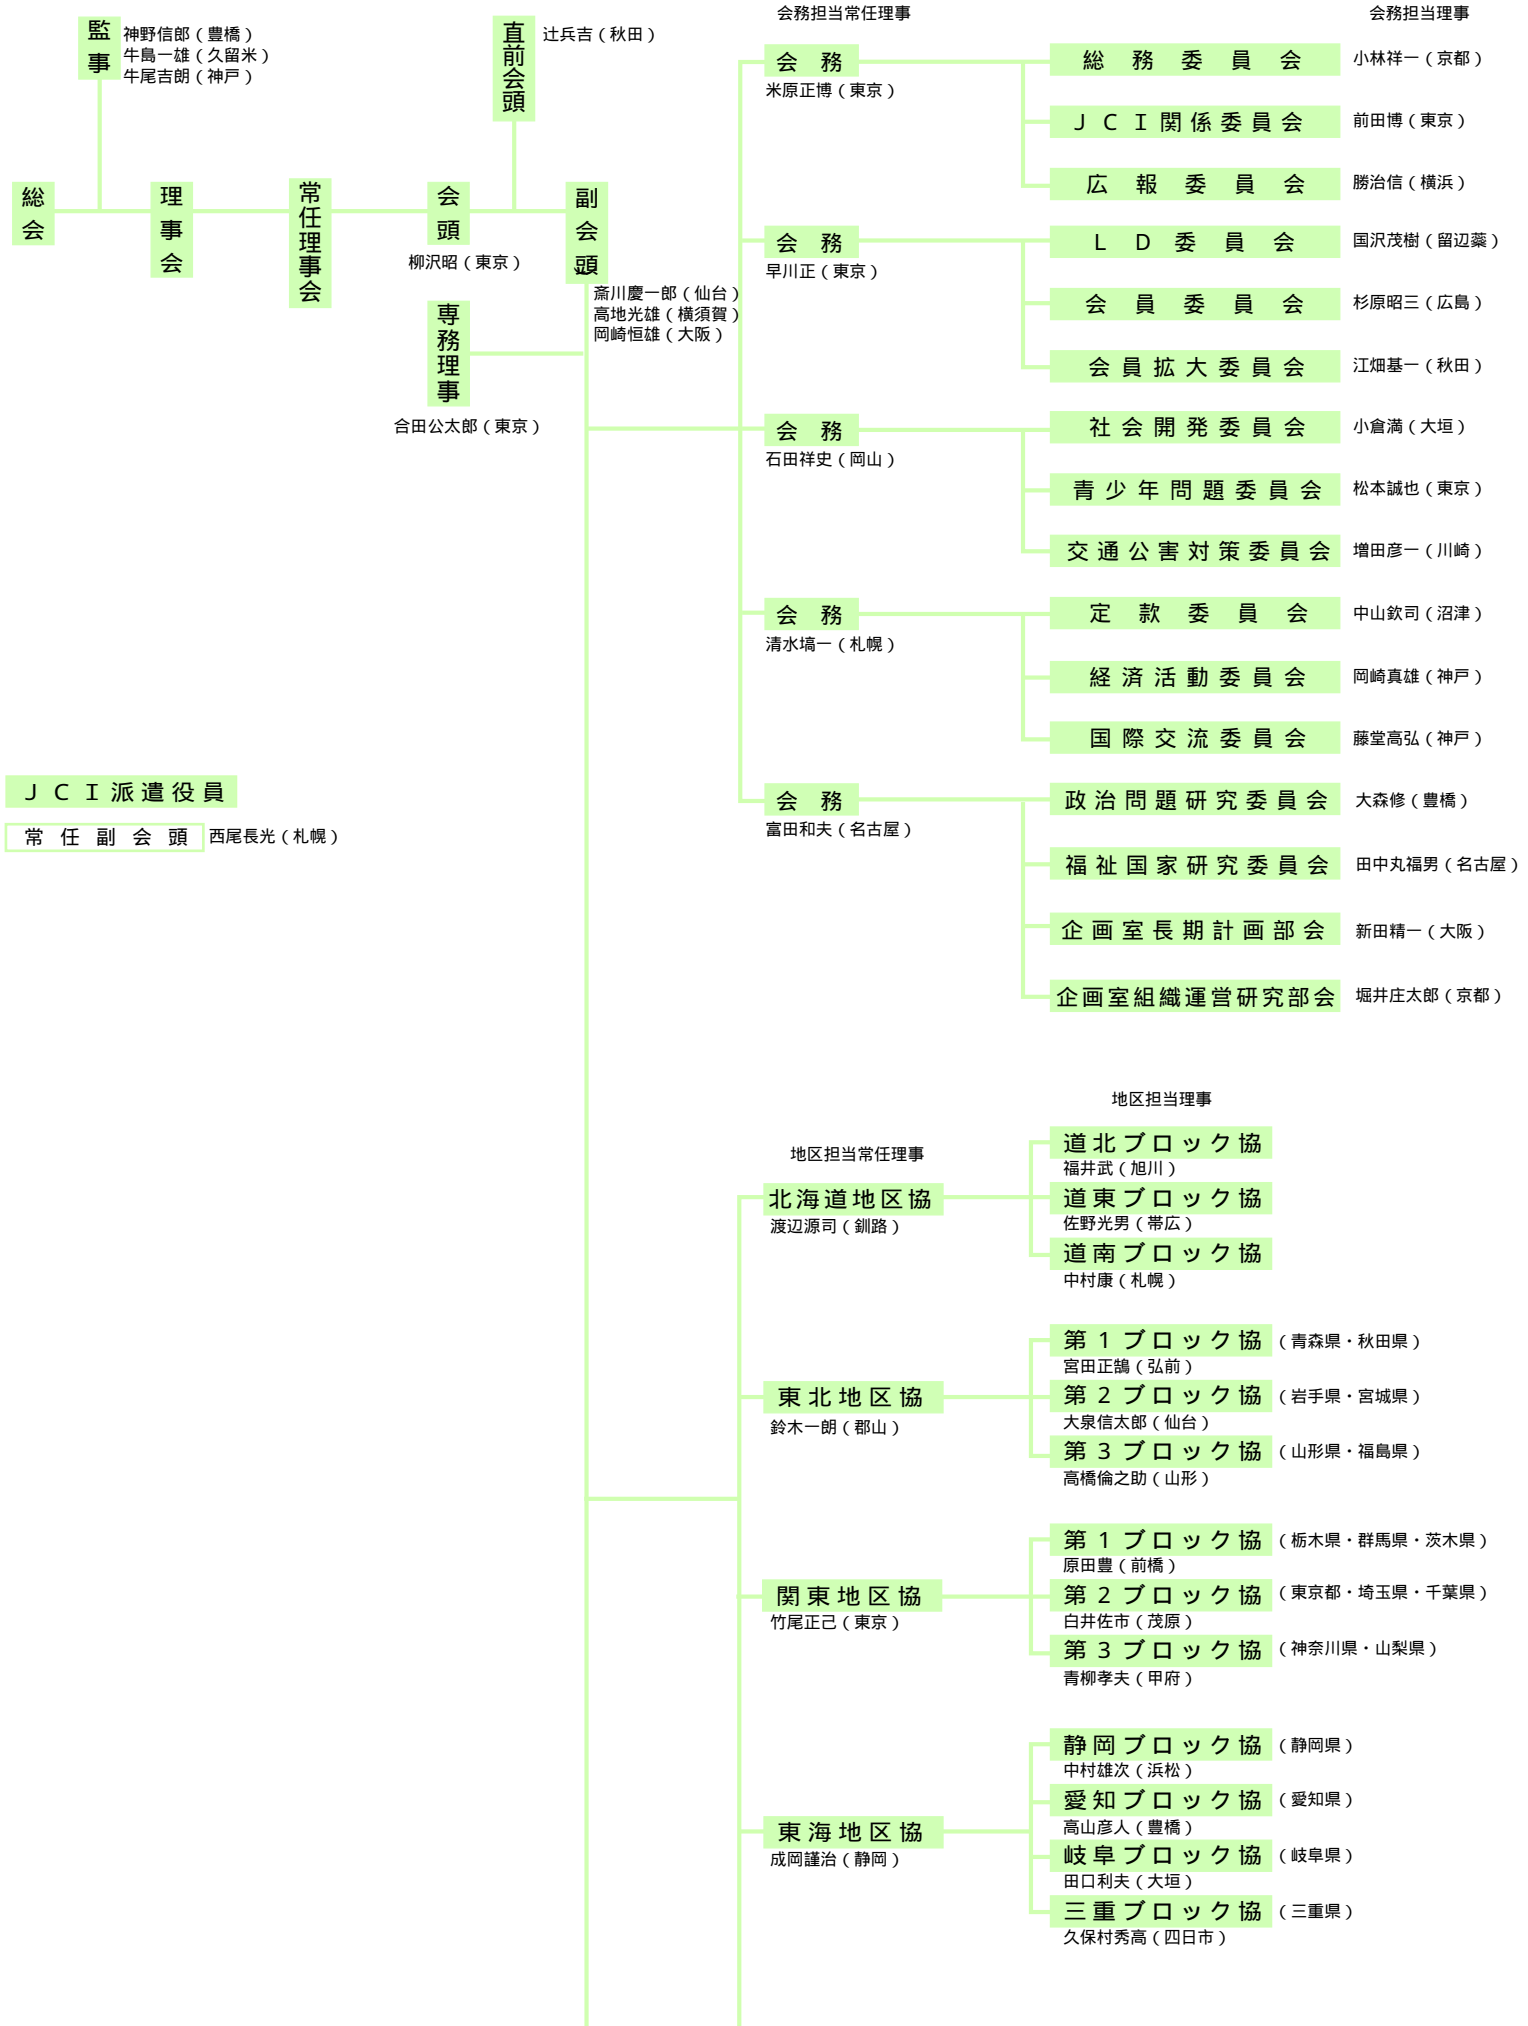 監事
神野信郎（豊橋）
牛島一雄（久留米）
牛尾吉朗（神戸）
直前会頭
辻兵吉（秋田）
総会
理事会
常任理事会
会頭
柳沢昭（東京）
副会頭
斎川慶一郎（仙台）
高地光雄（横須賀）
岡崎恒雄（大阪）
専務理事
合田公太郎（東京）
ＪＣＩ派遣役員
常任副会頭
西尾長光（札幌）
会務担当常任理事
会務担当理事
会務
米原正博（東京）
総務委員会
小林祥一（京都）
ＪＣＩ関係委員会
前田博（東京）
広報委員会
勝治信（横浜）
会務
早川正（東京）
ＬＤ委員会
国沢茂樹（留辺蘂）
会員委員会
杉原昭三（広島）
会員拡大委員会
江畑基一（秋田）
会務
石田祥史（岡山）
社会開発委員会
小倉満（大垣）
青少年問題委員会
松本誠也（東京）
交通公害対策委員会
増田彦一（川崎）
会務
清水塙一（札幌）
定款委員会
中山欽司（沼津）
経済活動委員会
岡崎真雄（神戸）
国際交流委員会
藤堂高弘（神戸）
会務
富田和夫（名古屋）
政治問題研究委員会
大森修（豊橋）
福祉国家研究委員会
田中丸福男（名古屋）
企画室長期計画部会
新田精一（大阪）
企画室組織運営研究部会
堀井庄太郎（京都）
地区担当常任理事
地区担当理事
北海道地区協
渡辺源司（釧路）
道北ブロック協
福井武（旭川）
道東ブロック協
佐野光男（帯広）
道南ブロック協
中村康（札幌）
東北地区協
鈴木一朗（郡山）
第１ブロック協（青森県・秋田県）
宮田正鵠（弘前）
第２ブロック協（岩手県・宮城県）
大泉信太郎（仙台）
第３ブロック協（山形県・福島県）
高橋倫之助（山形）
関東地区協
竹尾正己（東京）
第１ブロック協（栃木県・群馬県・茨木県）
原田豊（前橋）
第２ブロック協（東京都・埼玉県・千葉県）
白井佐市（茂原）
第３ブロック協（神奈川県・山梨県）
青柳孝夫（甲府）
東海地区協
成岡謹治（静岡）
静岡ブロック協（静岡県）
中村雄次（浜松）
愛知ブロック協（愛知県）
高山彦人（豊橋）
岐阜ブロック協（岐阜県）
田口利夫（大垣）
三重ブロック協（三重県）
久保村秀高（四日市）